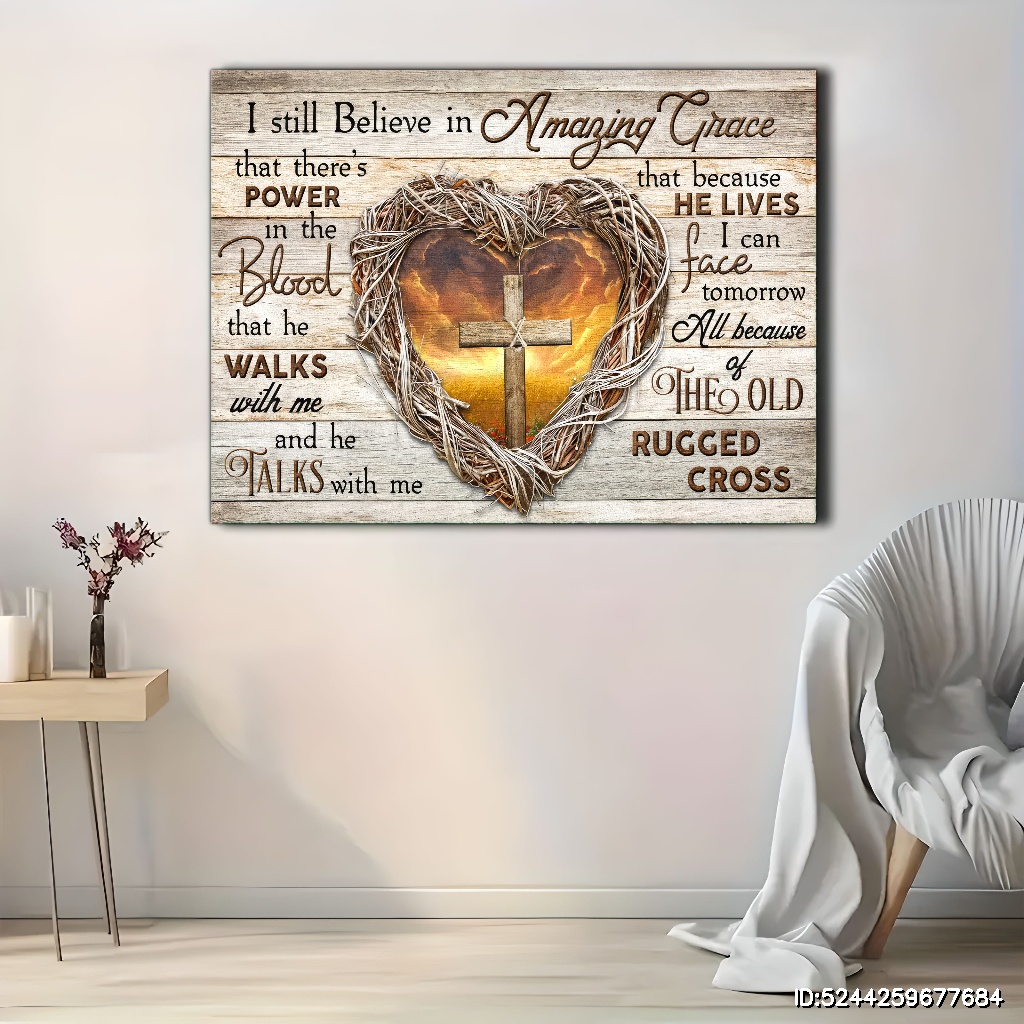 I still Believe in Amazing Grace
that there's
POWER
in the
Blood
that he
WALKS
with me
and he
TALKS with me
that because
HE LIVES
I can
face
tomorrow
All because
of
THE OLD
RUGGED
CROSS
ID:5244259677684